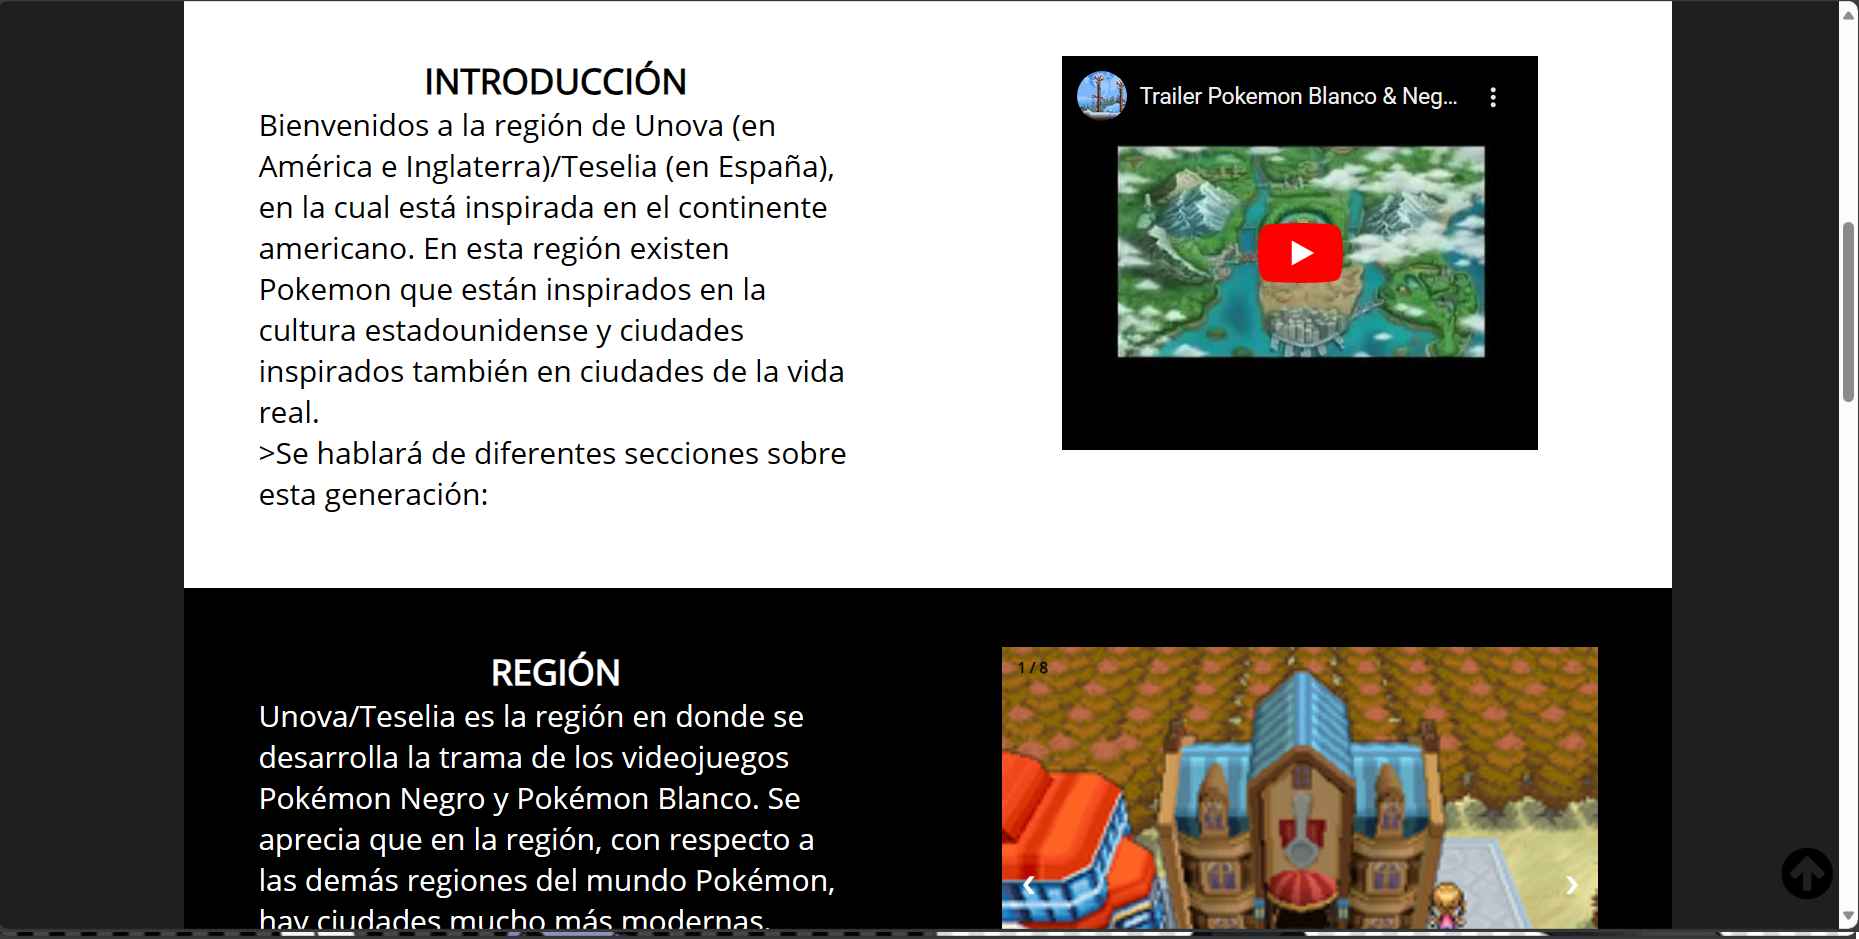 INTRODUCCIÓN
Bienvenidos a la región de Unova (en
América e Inglaterra)/Teselia (en España),
en la cual está inspirada en el continente
americano. En esta región existen
Pokemon que están inspirados en la
cultura estadounidense y ciudades
inspirados también en ciudades de la vida
real.
>Se hablará de diferentes secciones sobre
esta generación:
Trailer Pokemon Blanco & Neg...
REGIÓN
Unova/Teselia es la región en donde se
desarrolla la trama de los videojuegos
Pokémon Negro y Pokémon Blanco. Se
aprecia que en la región, con respecto a
las demás regiones del mundo Pokémon,
hay ciudades mucho más modernas.
1 / 8